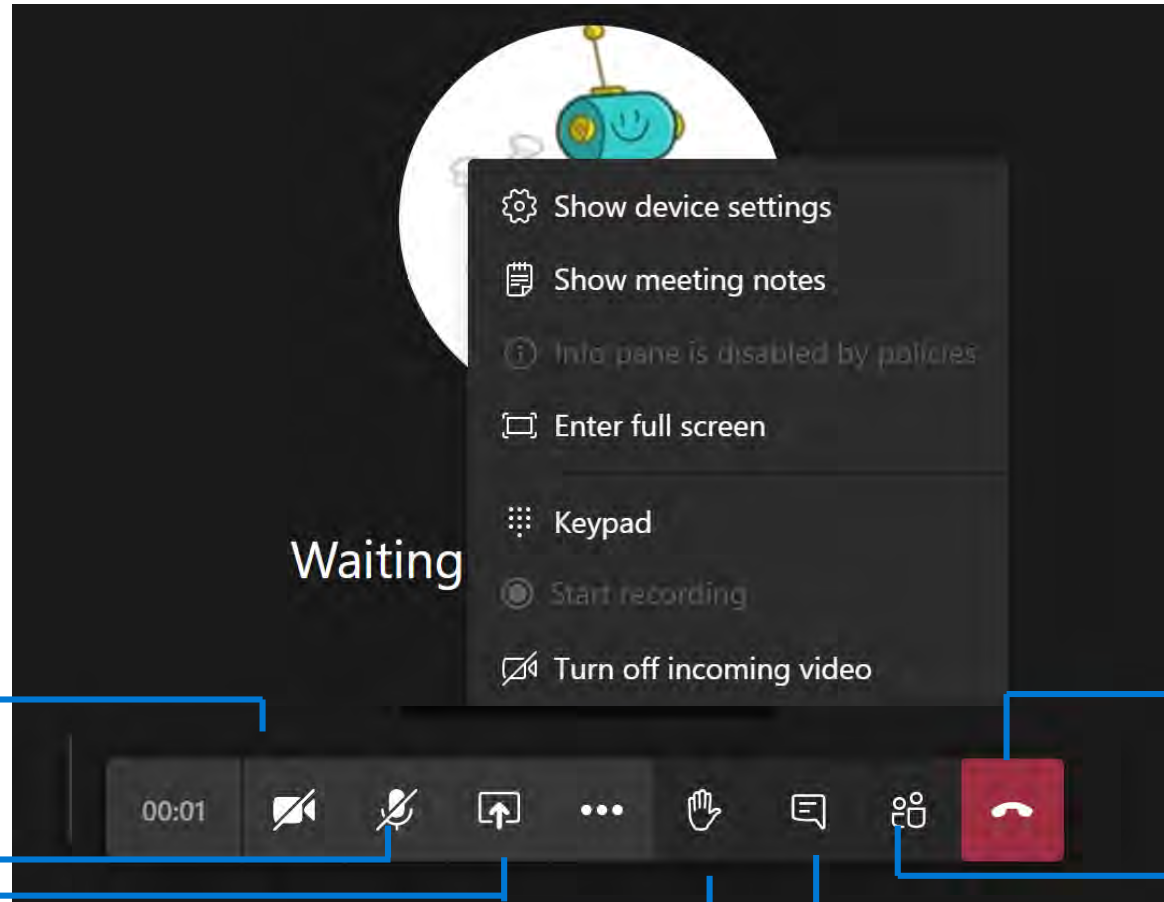 Show device settings
Show meeting notes
Info pane is disabled by policies
Enter full screen
Keypad
Waiting
Start recording
Turn off incoming video
00:01